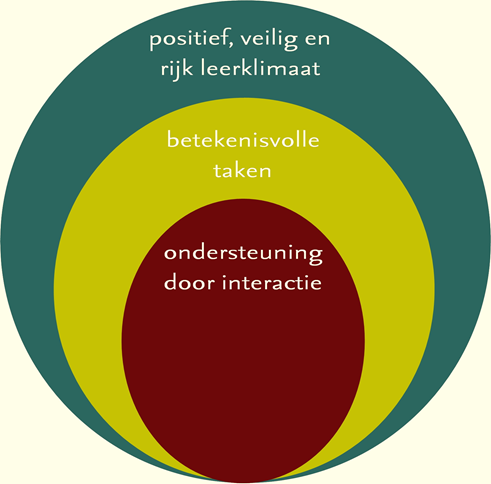 positief, veilig en
rijk leerklimaat
betekenisvolle
taken
ondersteuning
door interactie